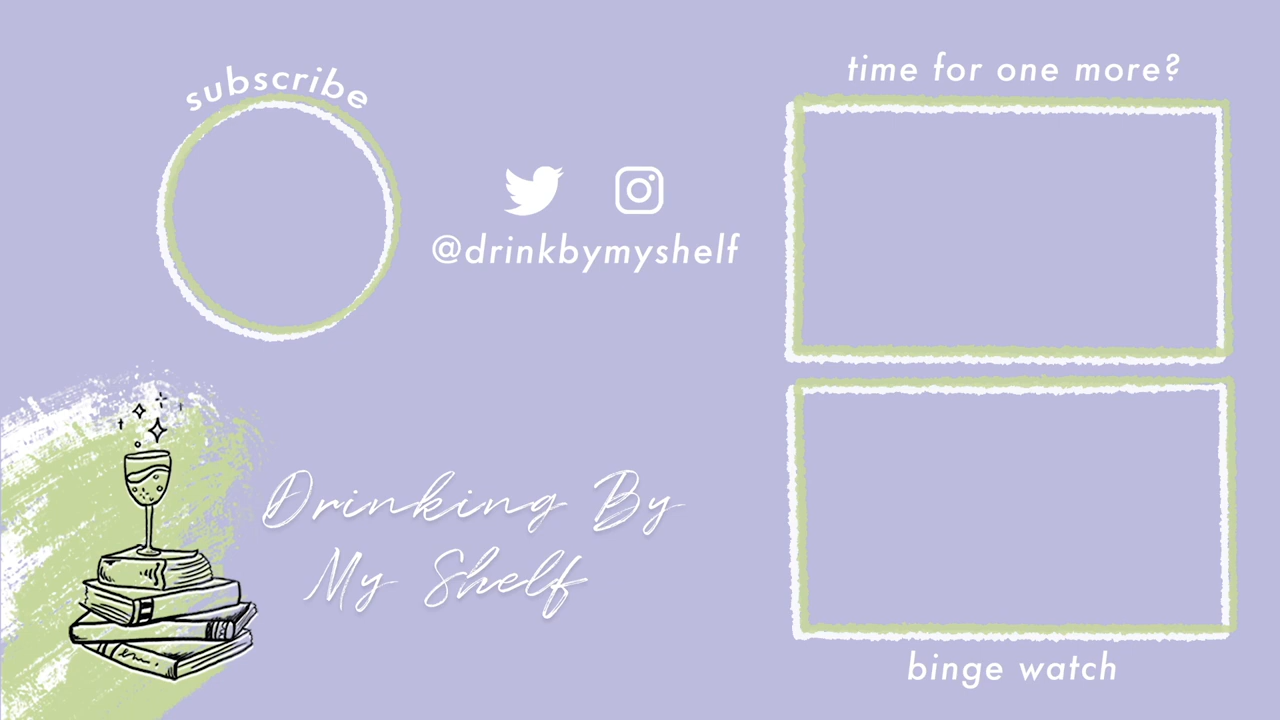 subscribe
time for one more?
@drinkbymyshelf
Drinking By
My Shelf
binge watch